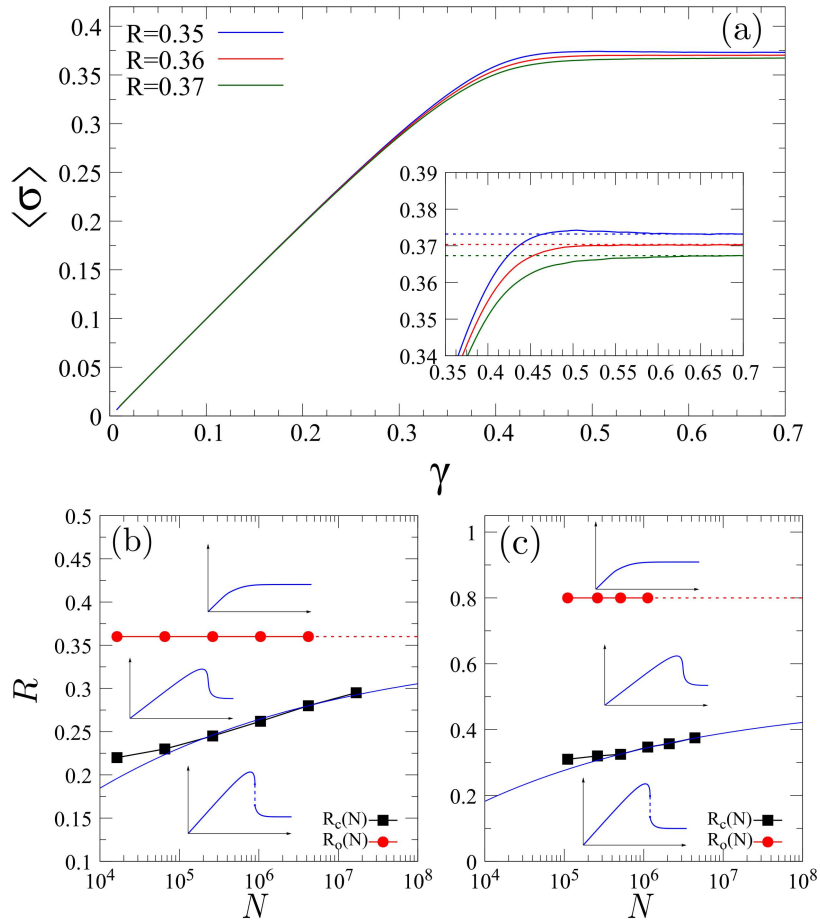 (a)
R=0.35
R=0.36
R=0.37
0.4
0.35
0.3
0.25
0.2
0.15
0.1
0.05
0
⟨σ⟩
0.1 0.2 0.3 0.4 0.5 0.6 0.7
γ
0.39
0.38
0.37
0.36
0.35
0.34
0.35 0.4 0.45 0.5 0.55 0.6 0.65 0.7
(b)
0.5
0.45
0.4
0.35
0.3
0.25
0.2
0.15
0.1
R
R_c(N)
R_o(N)
10^4 10^5 10^6 10^7 10^8
N
(c)
1
0.8
0.6
0.4
0.2
0
R_c(N)
R_o(N)
10^4 10^5 10^6 10^7 10^8
N